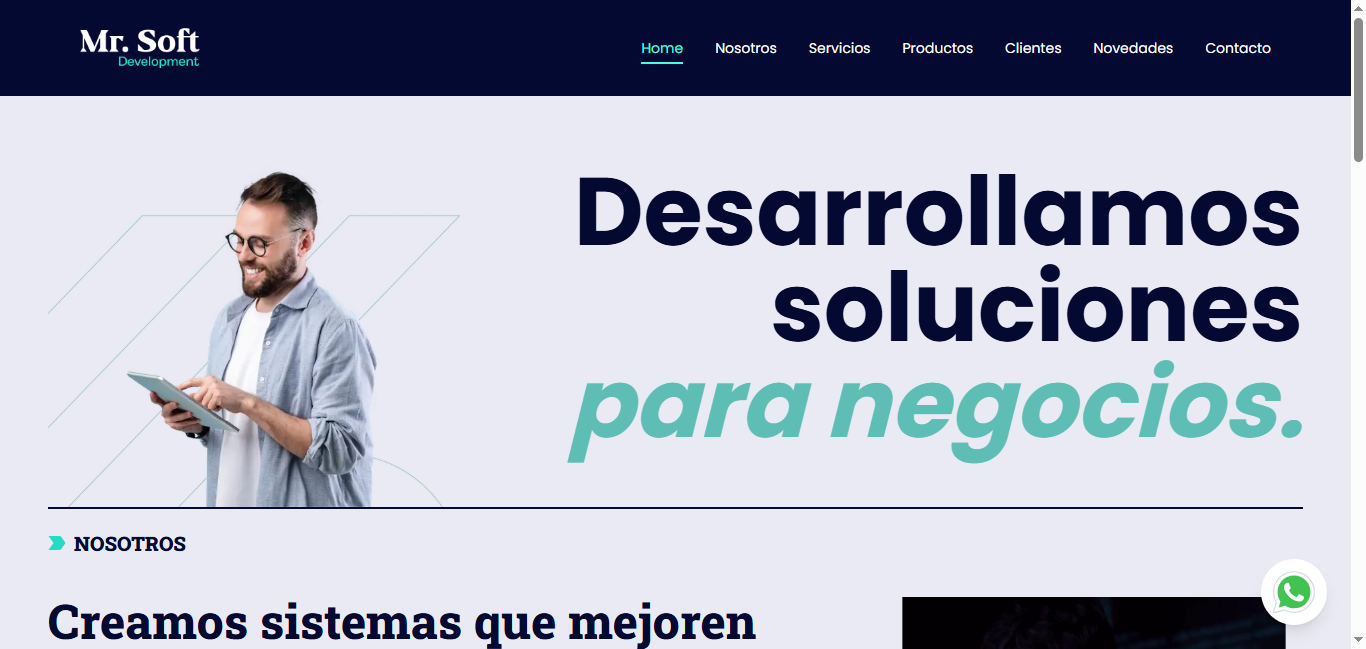 Mr. Soft
Development
Home Nosotros Servicios Productos Clientes Novedades Contacto
Desarrollamos
soluciones
para negocios.
NOSOTROS
Creamos sistemas que mejoren